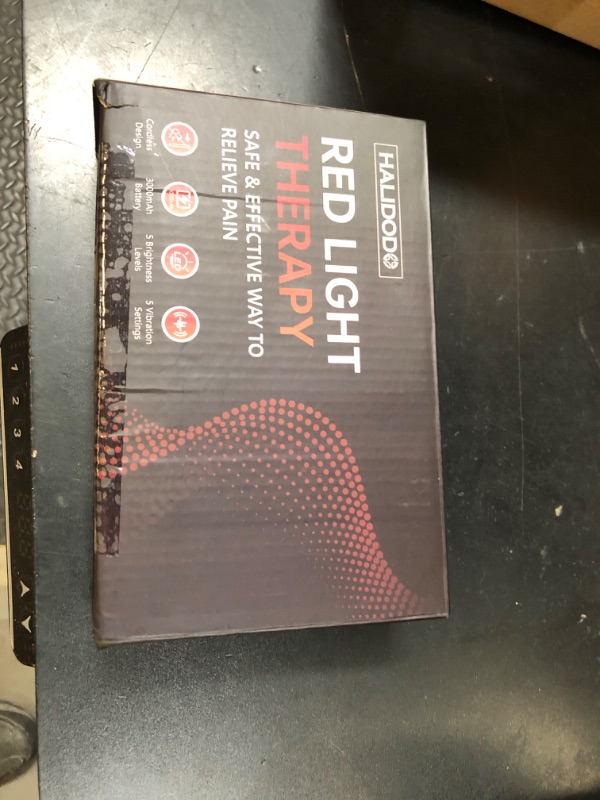 HALIDODO
RED LIGHT
THERAPY
SAFE & EFFECTIVE WAY TO
RELIEVE PAIN
Cordless
Design
3000mAh
Battery
LED
5 Brightness
Levels
5 Vibration
Settings
1 2 3 4